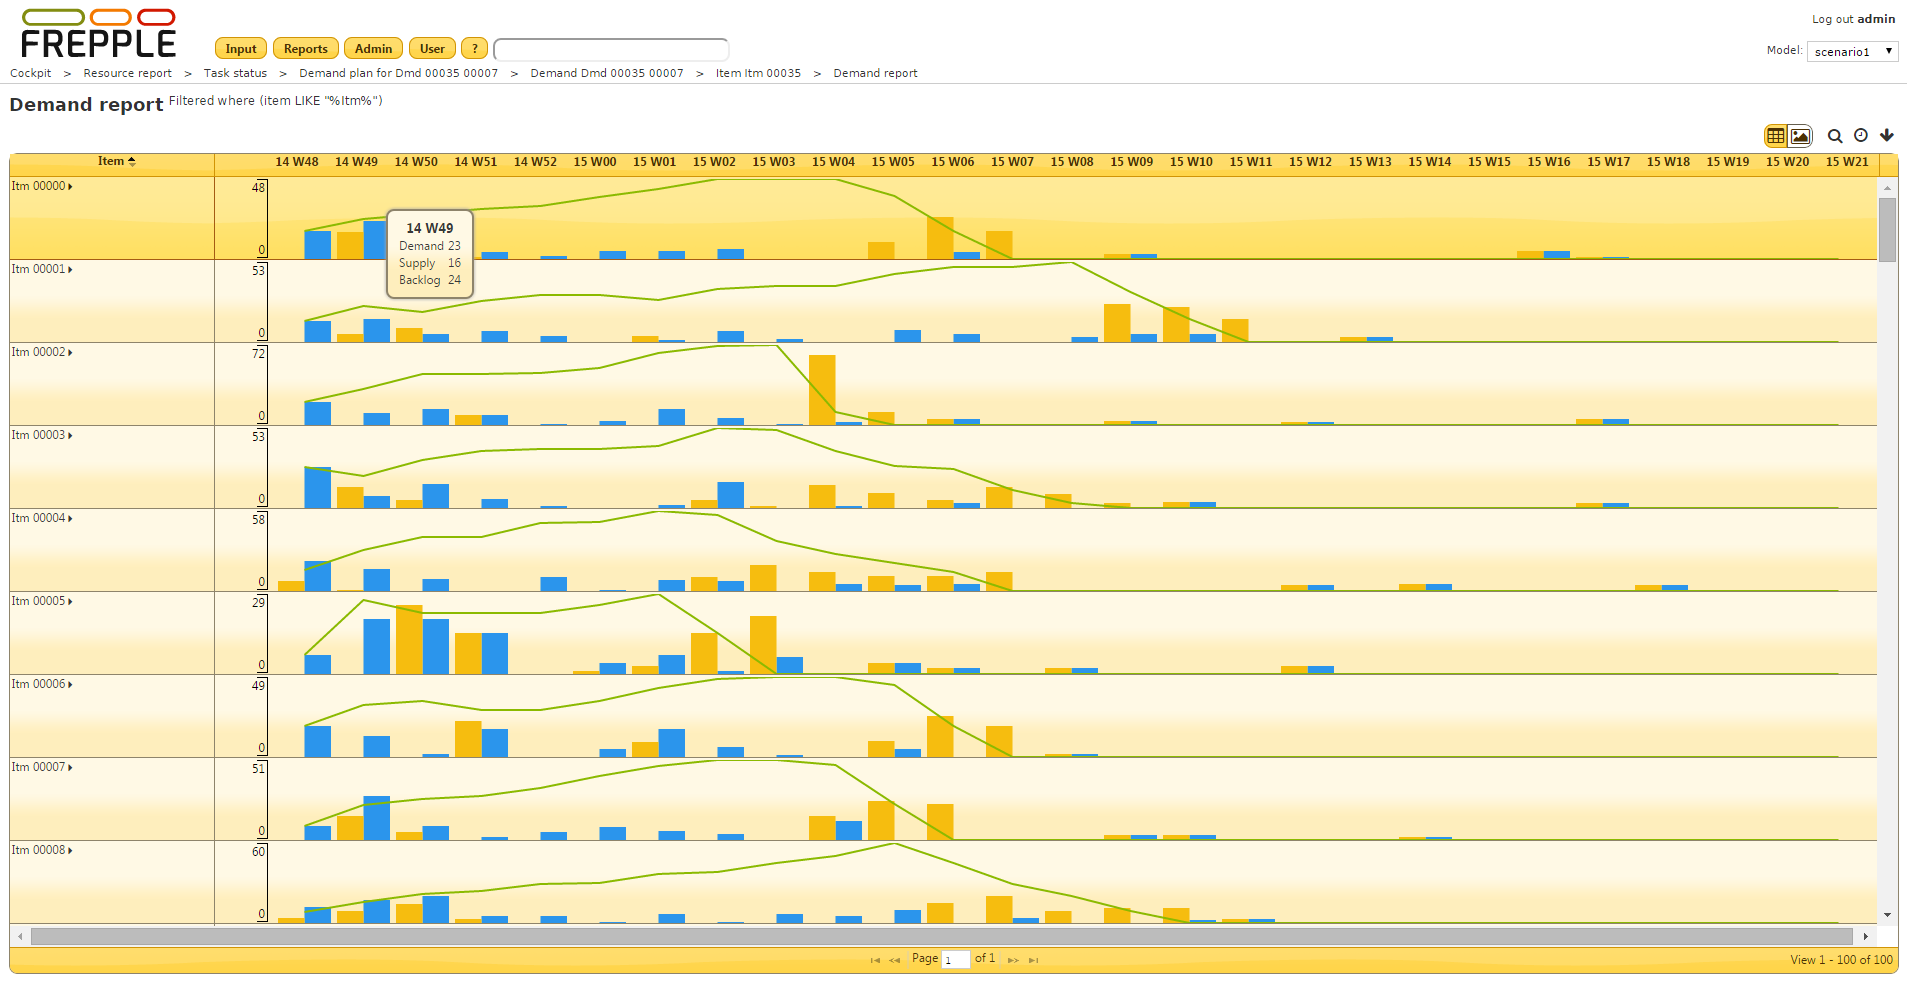 FREPPLE
Log out admin
Input Reports Admin User ?
Model: scenario1
Cockpit > Resource report > Task status > Demand plan for Dmd 00035 00007 > Demand Dmd 00035 00007 > Item Itm 00035 > Demand report
Demand report Filtered where (item LIKE "%Itm%")
Item 14 W48 14 W49 14 W50 14 W51 14 W52 15 W00 15 W01 15 W02 15 W03 15 W04 15 W05 15 W06 15 W07 15 W08 15 W09 15 W10 15 W11 15 W12 15 W13 15 W14 15 W15 15 W16 15 W17 15 W18 15 W19 15 W20 15 W21
Itm 00000 48
0
14 W49
Demand 23
Supply 16
Backlog 24
Itm 00001 53
0
Itm 00002 72
0
Itm 00003 53
0
Itm 00004 58
0
Itm 00005 29
0
Itm 00006 49
0
Itm 00007 51
0
Itm 00008 60
0
Page 1 of 1
View 1 - 100 of 100